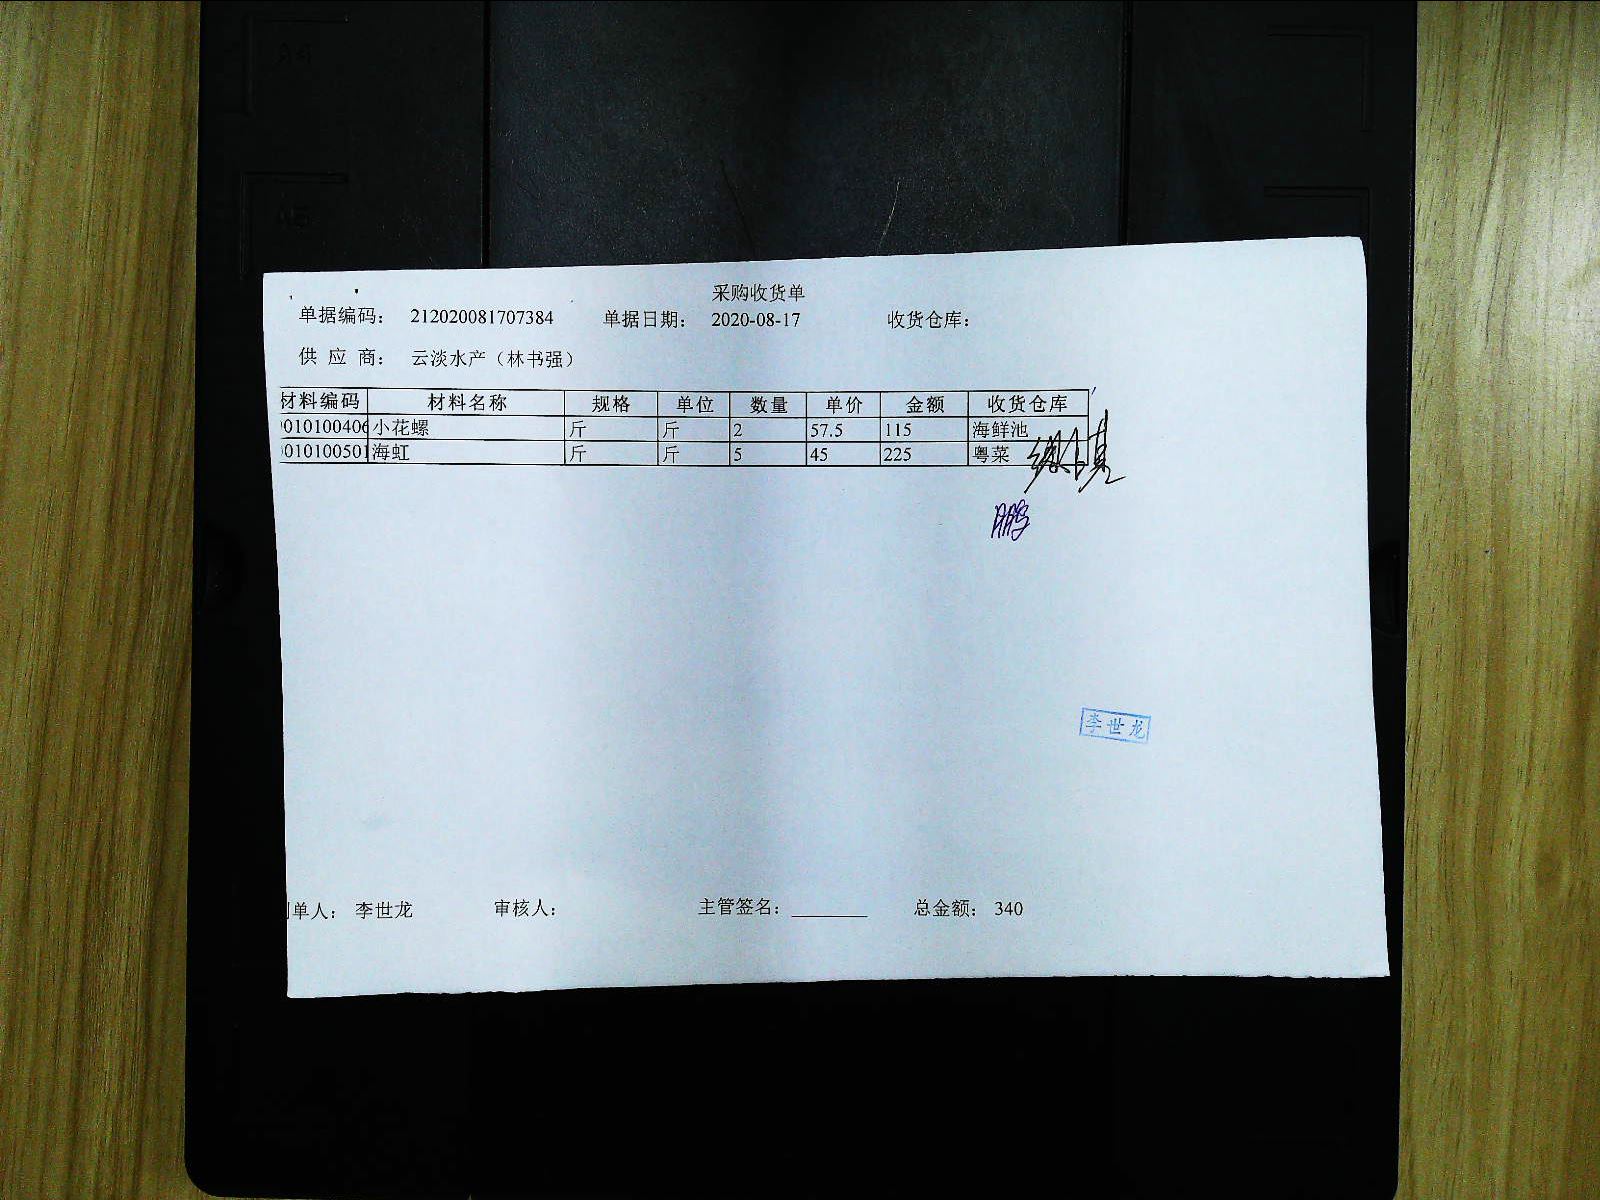 采购收货单
单据编码： 212020081707384 单据日期： 2020-08-17 收货仓库：
供应商： 云淡水产（林书强）
材料编码 材料名称 规格 单位 数量 单价 金额 收货仓库
010100406 小花螺 斤 斤 2 57.5 115 海鲜池
010100501 海虹 斤 斤 5 45 225 粤菜
鹏
李世龙
单人： 李世龙 审核人： 主管签名： 总金额： 340